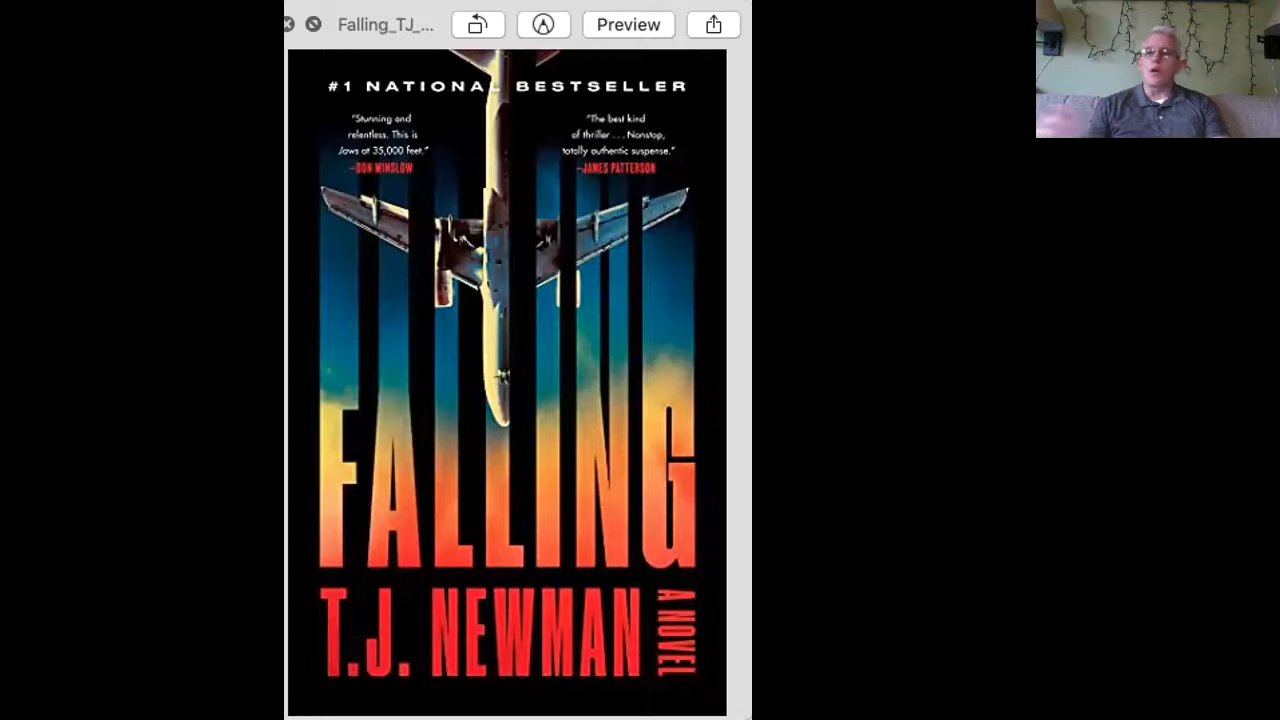 Falling_TJ_...
Preview
#1 NATIONAL BESTSELLER
“Stunning and
relentless. This is
Jaws at 35,000 feet.”
—DON WINSLOW
“The best kind
of thriller . . . Nonstop,
totally authentic suspense.”
—JAMES PATTERSON
FALLING
T.J. NEWMAN
A NOVEL